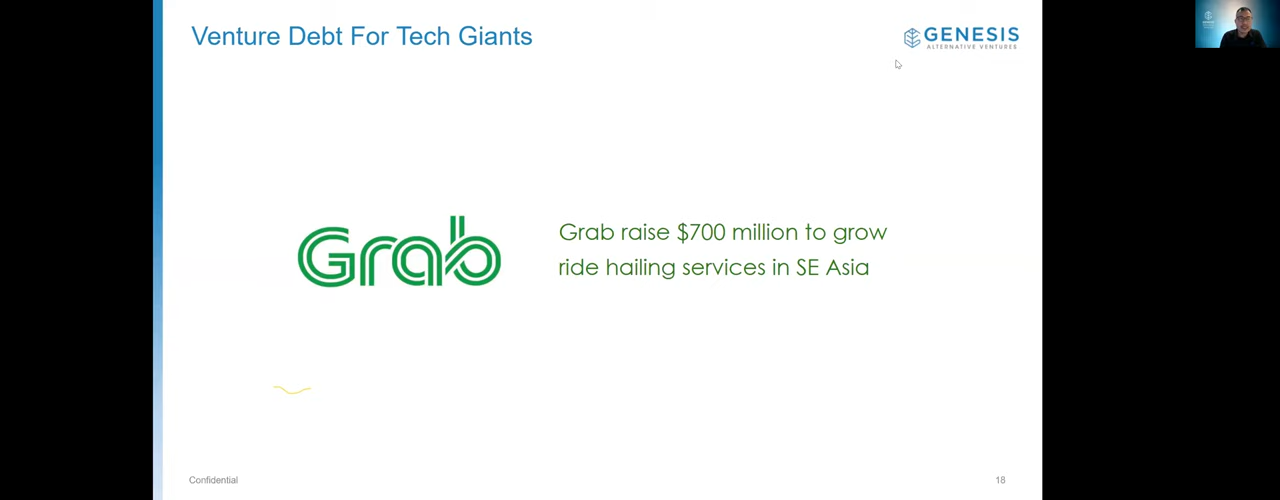 Venture Debt For Tech Giants
GENESIS
ALTERNATIVE VENTURES
Grab
Grab raise $700 million to grow
ride hailing services in SE Asia
Confidential
18